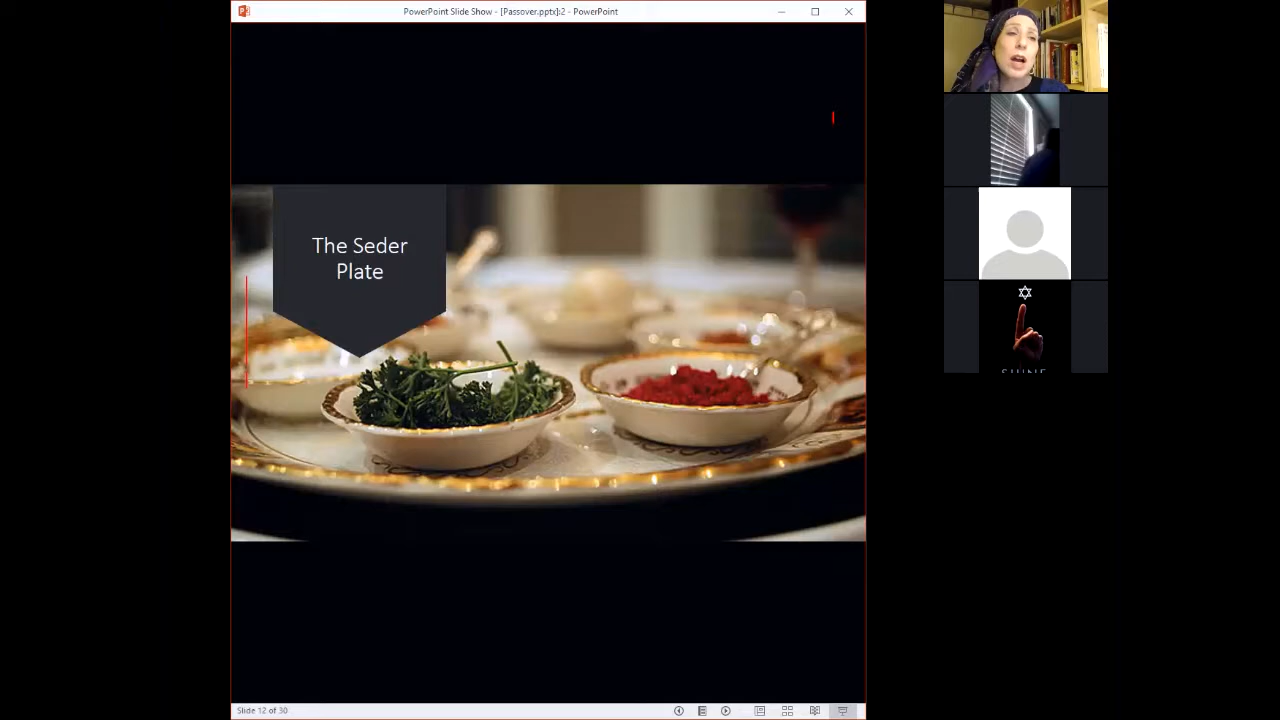 PowerPoint Slide Show - [Passover.pptx]:2 - PowerPoint
The Seder
Plate
Slide 12 of 30